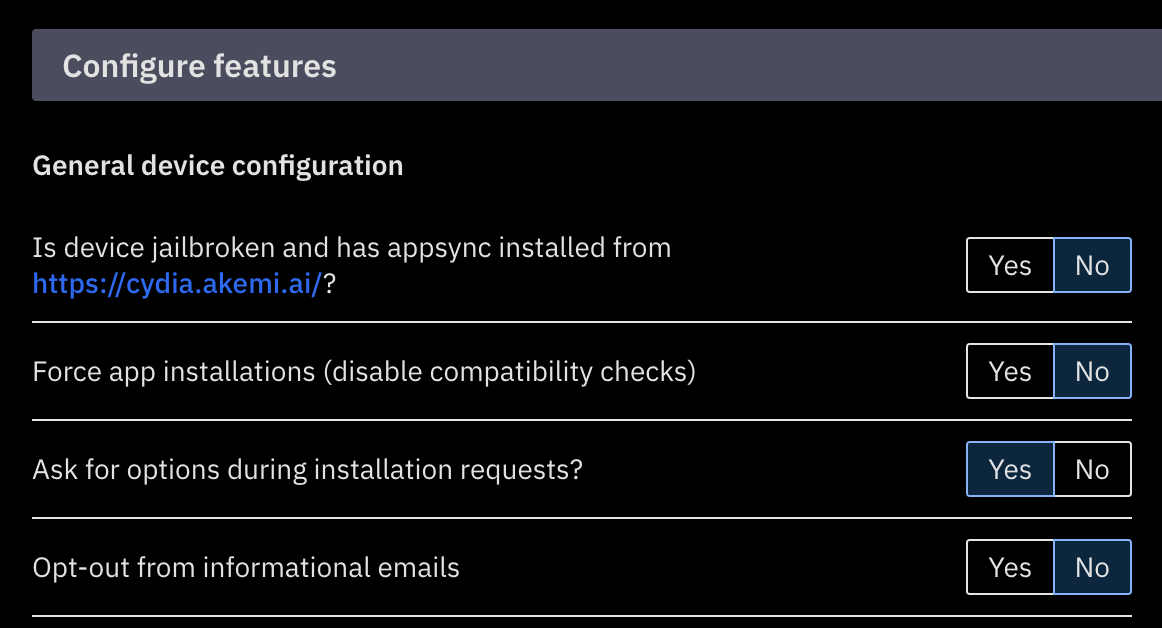 Configure features
General device configuration
Is device jailbroken and has appsync installed from
https://cydia.akemi.ai/?
Yes No
Force app installations (disable compatibility checks)
Yes No
Ask for options during installation requests?
Yes No
Opt-out from informational emails
Yes No